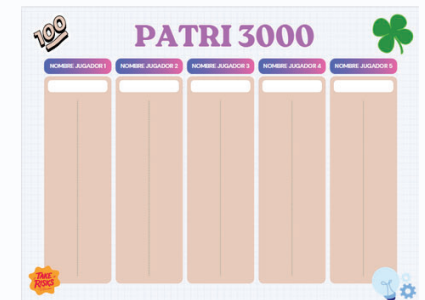 100
PATRI 3000
NOMBRE JUGADOR 1 NOMBRE JUGADOR 2 NOMBRE JUGADOR 3 NOMBRE JUGADOR 4 NOMBRE JUGADOR 5
TAKE
RISKS